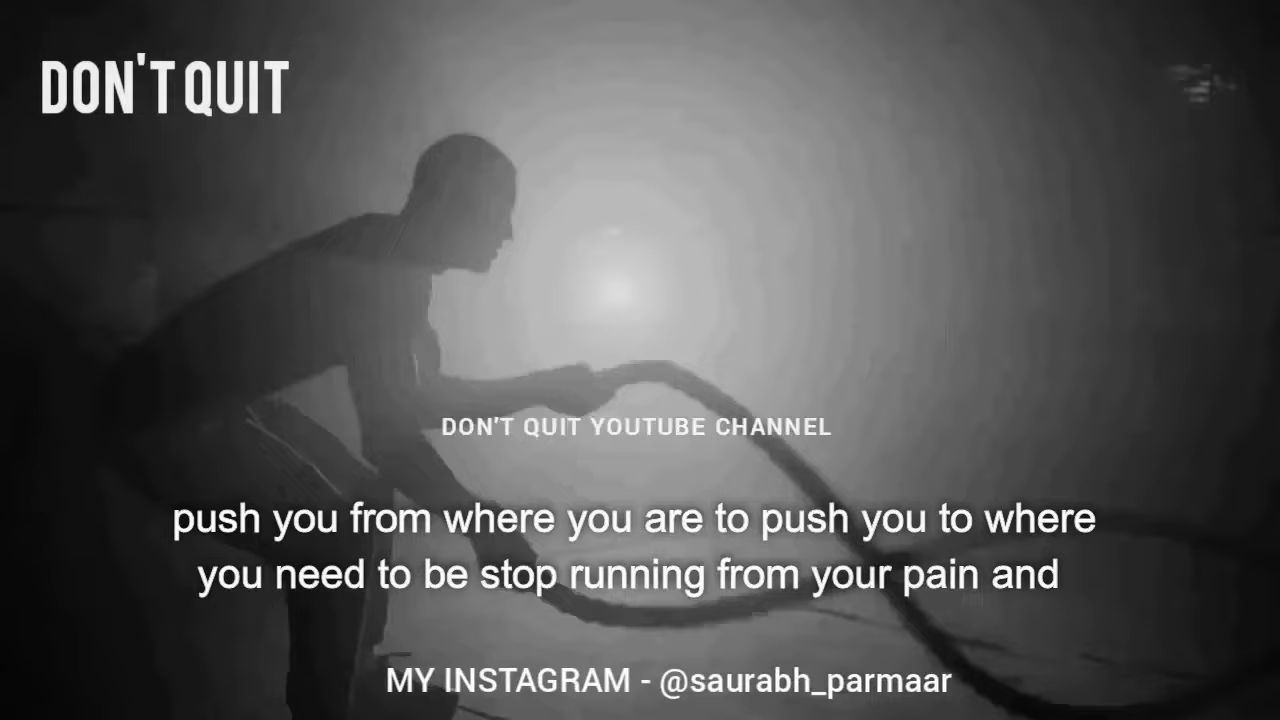 DON'T QUIT
DON'T QUIT YOUTUBE CHANNEL
push you from where you are to push you to where
you need to be stop running from your pain and
MY INSTAGRAM - @saurabh_parmaar